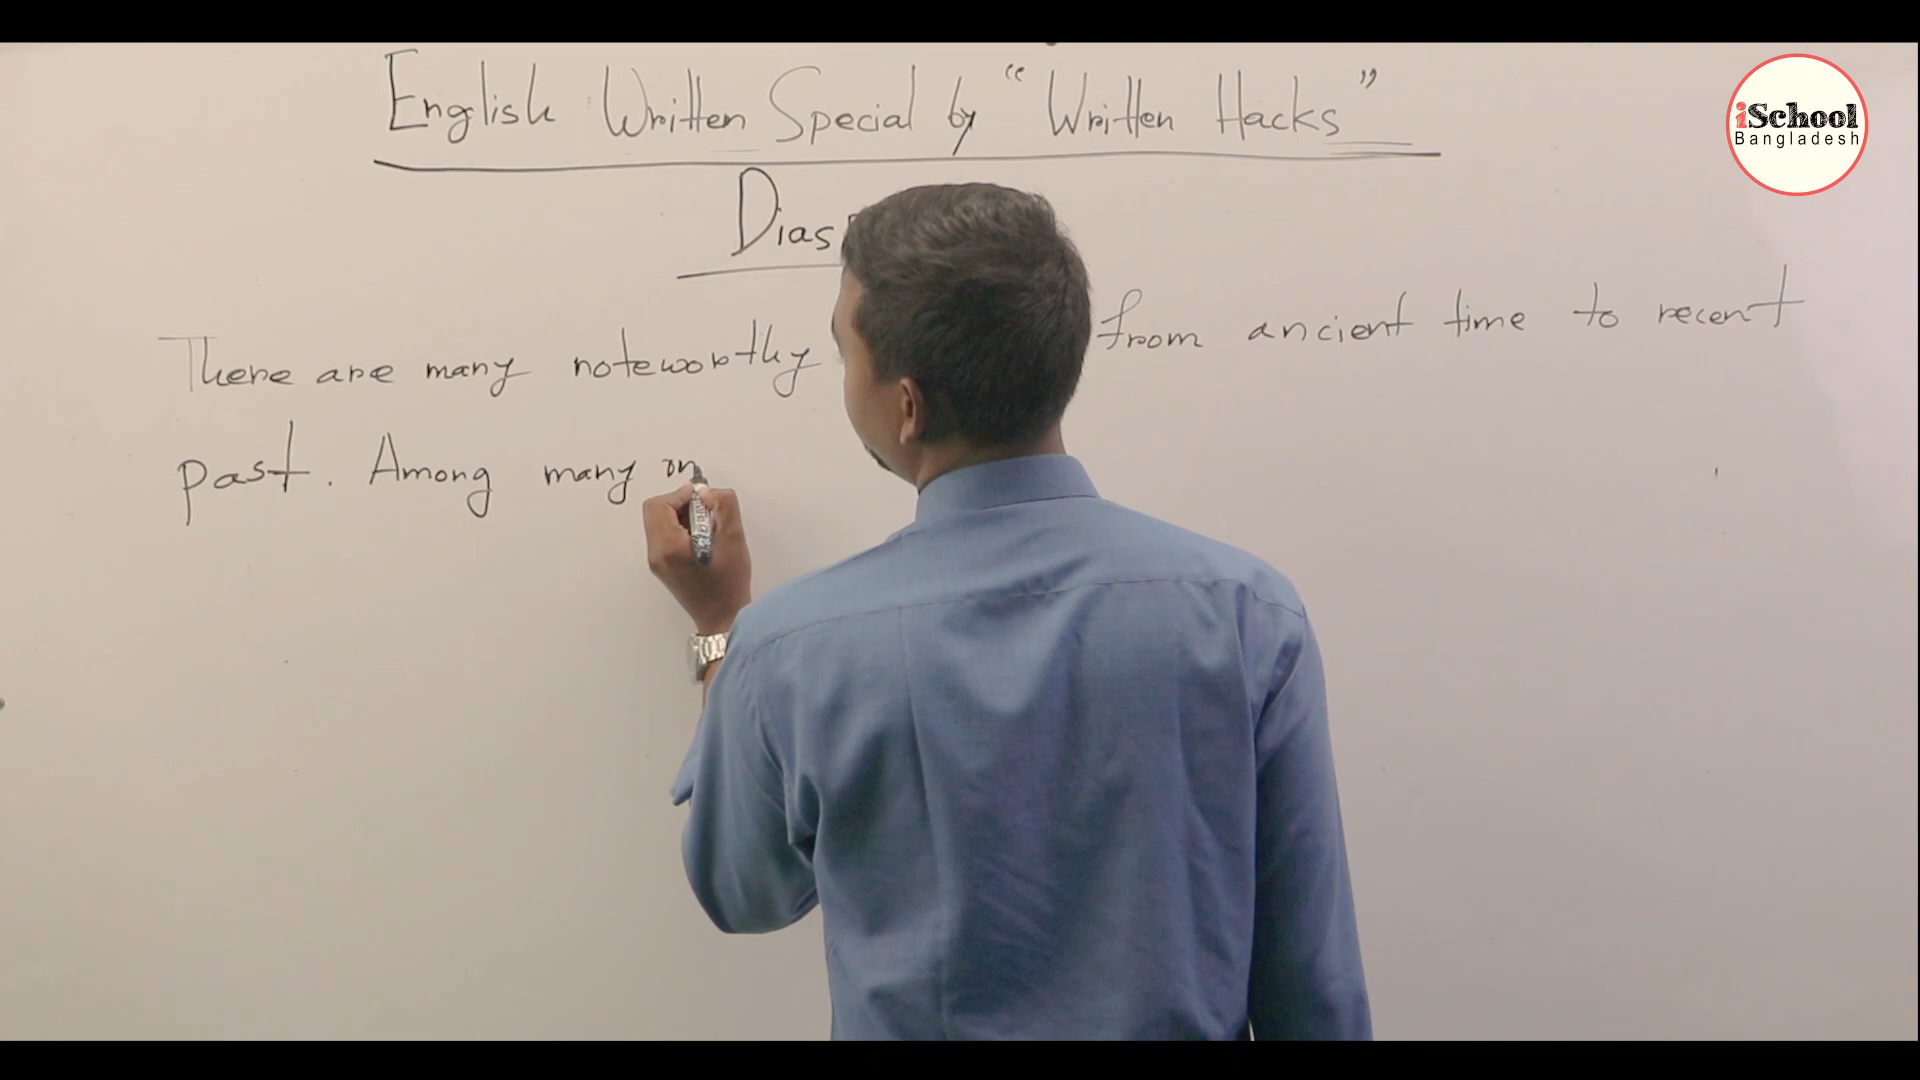 English Written Special by "Written Hacks"
iSchool
Bangladesh
Dias
There are many noteworthy from ancient time to recent
past. Among many on